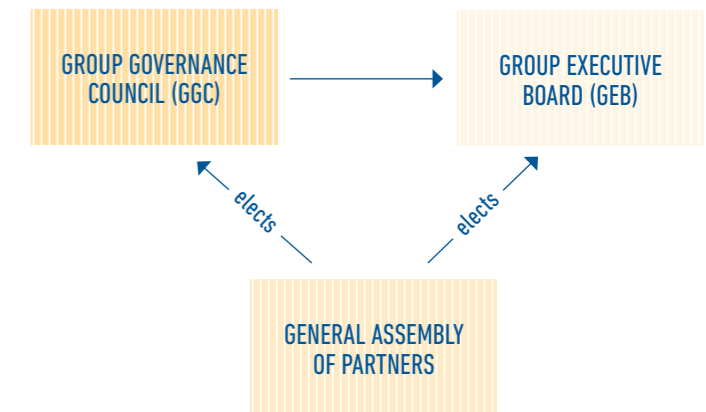 GROUP GOVERNANCE
COUNCIL (GGC)
GROUP EXECUTIVE
BOARD (GEB)
elects
elects
GENERAL ASSEMBLY
OF PARTNERS